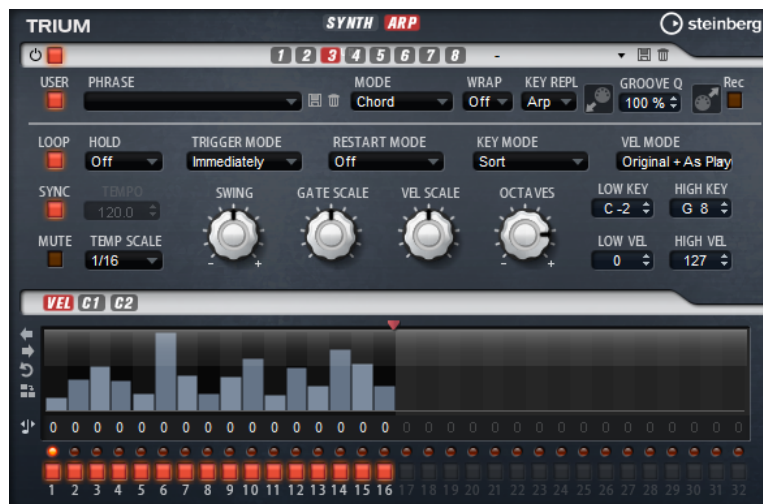 TRIUM SYNTH ARP steinberg
1 2 3 4 5 6 7 8 -
USER PHRASE MODE WRAP KEY REPL GROOVE Q Rec
Chord Off Arp 100 %
LOOP HOLD TRIGGER MODE RESTART MODE KEY MODE VEL MODE
Off Immediately Off Sort Original + As Play
SYNC TEMPO SWING GATE SCALE VEL SCALE OCTAVES LOW KEY HIGH KEY
120.0 C -2 G 8
- + - +
MUTE TEMP SCALE LOW VEL HIGH VEL
1/16 0 127
VEL C1 C2
0 0 0 0 0 0 0 0 0 0 0 0 0 0 0 0 0 0 0 0 0 0 0 0 0 0 0 0 0 0 0 0
1 2 3 4 5 6 7 8 9 10 11 12 13 14 15 16 17 18 19 20 21 22 23 24 25 26 27 28 29 30 31 32